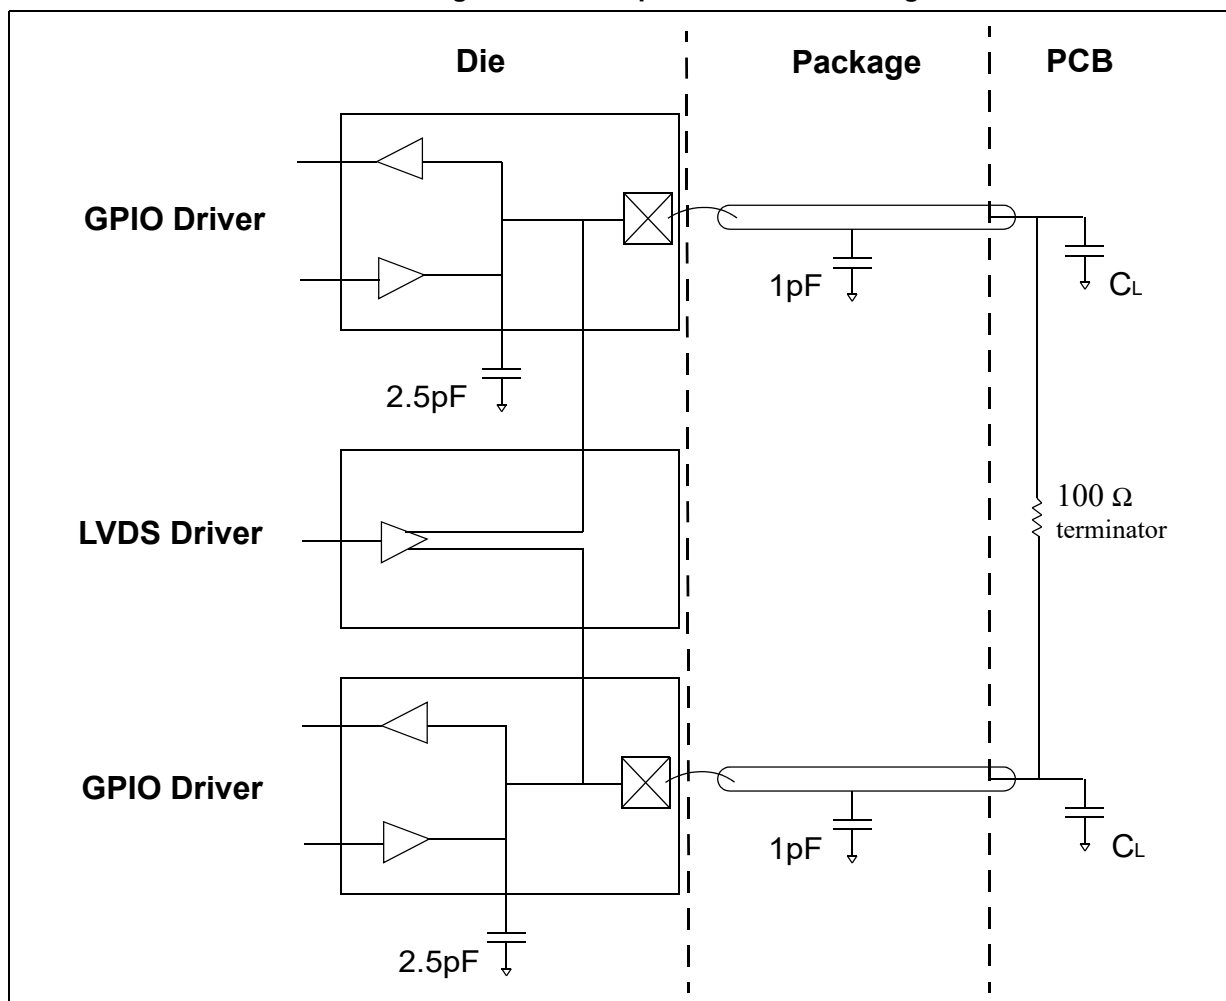 Die
Package
PCB
GPIO Driver
1pF
CL
2.5pF
LVDS Driver
100 Ω
terminator
GPIO Driver
1pF
CL
2.5pF